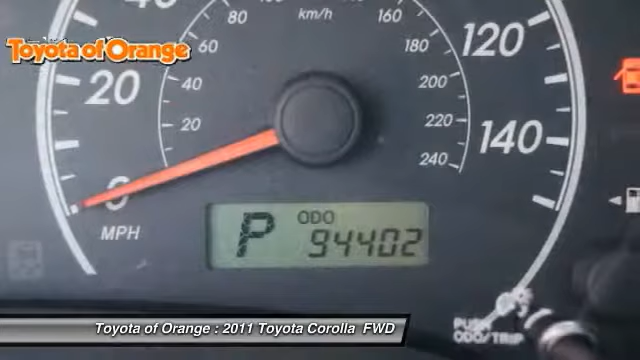 40
80
km/h
160
120
Toyota of Orange
60
180
20
40
200
20
220
140
240
0
MPH
P
ODO
94402
PUSH
ODO/TRIP
Toyota of Orange : 2011 Toyota Corolla FWD